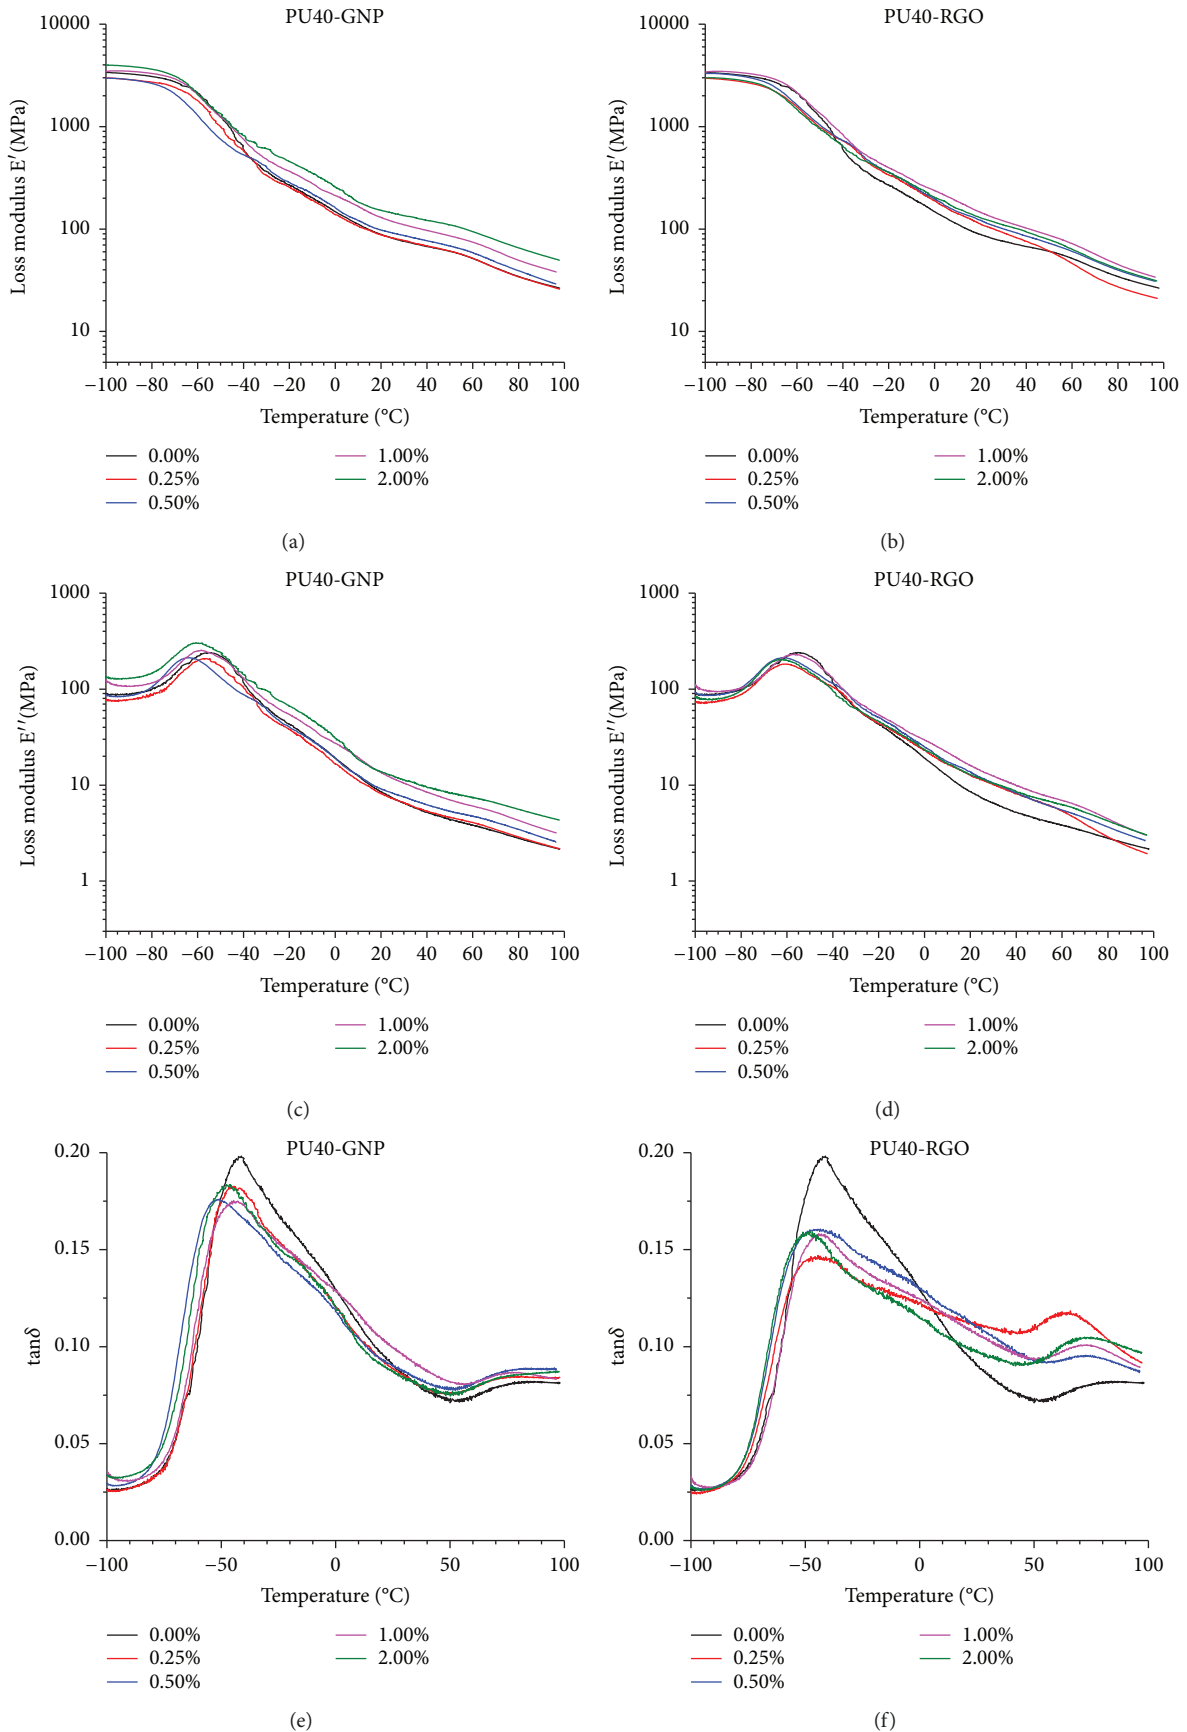 PU40-GNP
10000
1000
100
10
Loss modulus E′ (MPa)
−100 −80 −60 −40 −20 0 20 40 60 80 100
Temperature (°C)
0.00% 1.00%
0.25% 2.00%
0.50%
(a)
PU40-RGO
10000
1000
100
10
Loss modulus E′ (MPa)
−100 −80 −60 −40 −20 0 20 40 60 80 100
Temperature (°C)
0.00% 1.00%
0.25% 2.00%
0.50%
(b)
PU40-GNP
1000
100
10
1
Loss modulus E′′ (MPa)
−100 −80 −60 −40 −20 0 20 40 60 80 100
Temperature (°C)
0.00% 1.00%
0.25% 2.00%
0.50%
(c)
PU40-RGO
1000
100
10
1
Loss modulus E′′ (MPa)
−100 −80 −60 −40 −20 0 20 40 60 80 100
Temperature (°C)
0.00% 1.00%
0.25% 2.00%
0.50%
(d)
PU40-GNP
0.20
0.15
0.10
0.05
0.00
tanδ
−100 −50 0 50 100
Temperature (°C)
0.00% 1.00%
0.25% 2.00%
0.50%
(e)
PU40-RGO
0.20
0.15
0.10
0.05
0.00
tanδ
−100 −50 0 50 100
Temperature (°C)
0.00% 1.00%
0.25% 2.00%
0.50%
(f)